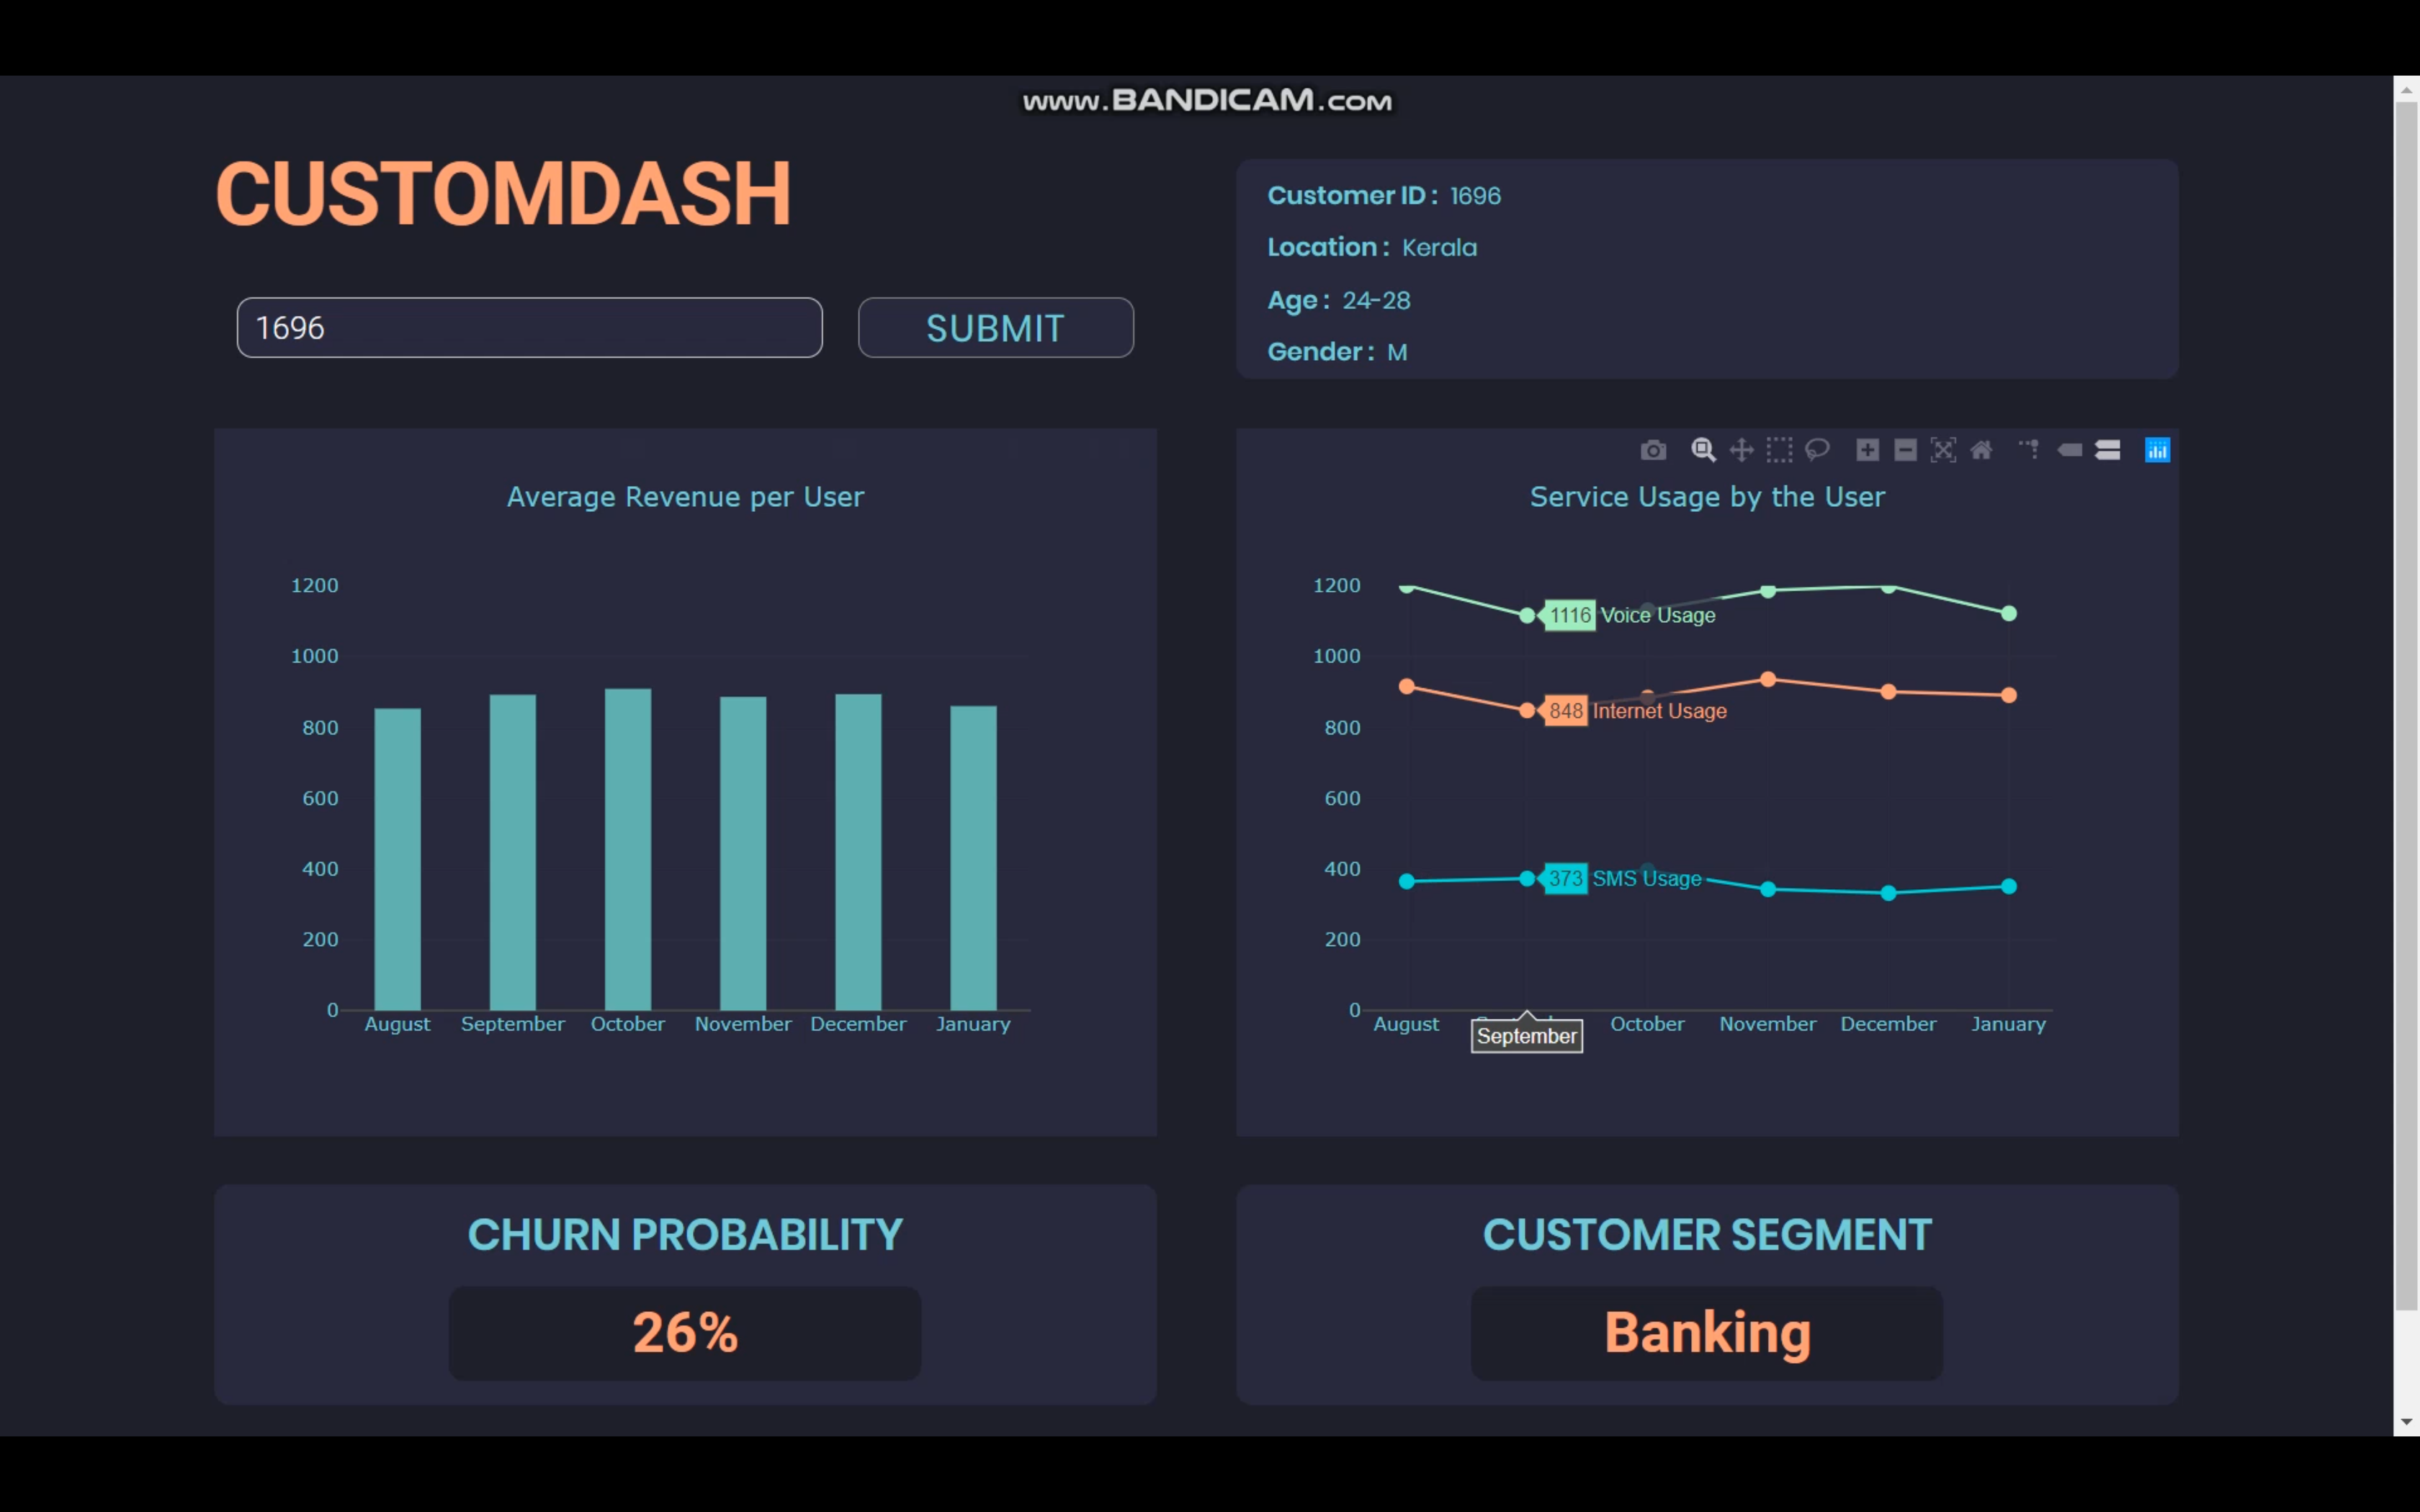 www.BANDICAM.com
CUSTOMDASH
1696
SUBMIT
Customer ID : 1696
Location : Kerala
Age : 24-28
Gender : M
Average Revenue per User
1200
1000
800
600
400
200
0
August September October November December January
Service Usage by the User
1200
1000
800
600
400
200
0
1116 Voice Usage
848 Internet Usage
373 SMS Usage
August September October November December January
CHURN PROBABILITY
26%
CUSTOMER SEGMENT
Banking